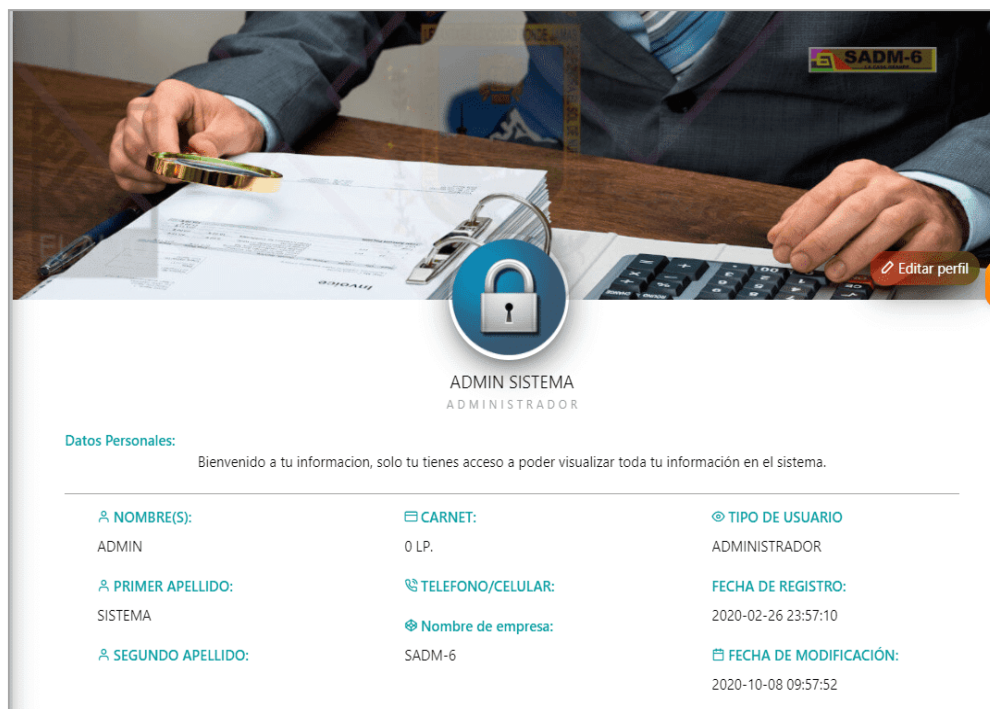 SADM-6
Invoice
Editar perfil
ADMIN SISTEMA
ADMINISTRADOR
Datos Personales:
Bienvenido a tu informacion, solo tu tienes acceso a poder visualizar toda tu información en el sistema.
NOMBRE(S):
ADMIN
PRIMER APELLIDO:
SISTEMA
SEGUNDO APELLIDO:
CARNET:
0 LP.
TELEFONO/CELULAR:
Nombre de empresa:
SADM-6
TIPO DE USUARIO
ADMINISTRADOR
FECHA DE REGISTRO:
2020-02-26 23:57:10
FECHA DE MODIFICACIÓN:
2020-10-08 09:57:52